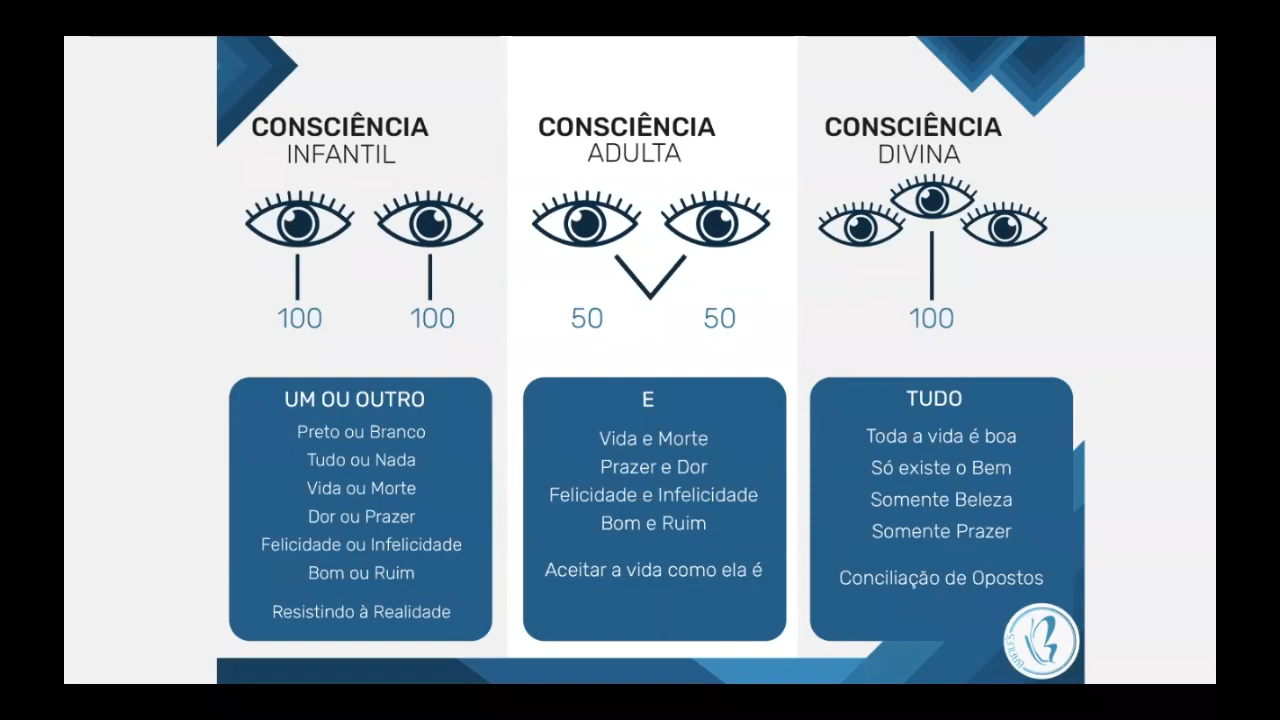 CONSCIÊNCIA
INFANTIL
100 100
UM OU OUTRO
Preto ou Branco
Tudo ou Nada
Vida ou Morte
Dor ou Prazer
Felicidade ou Infelicidade
Bom ou Ruim
Resistindo à Realidade
CONSCIÊNCIA
ADULTA
50 50
E
Vida e Morte
Prazer e Dor
Felicidade e Infelicidade
Bom e Ruim
Aceitar a vida como ela é
CONSCIÊNCIA
DIVINA
100
TUDO
Toda a vida é boa
Só existe o Bem
Somente Beleza
Somente Prazer
Conciliação de Opostos